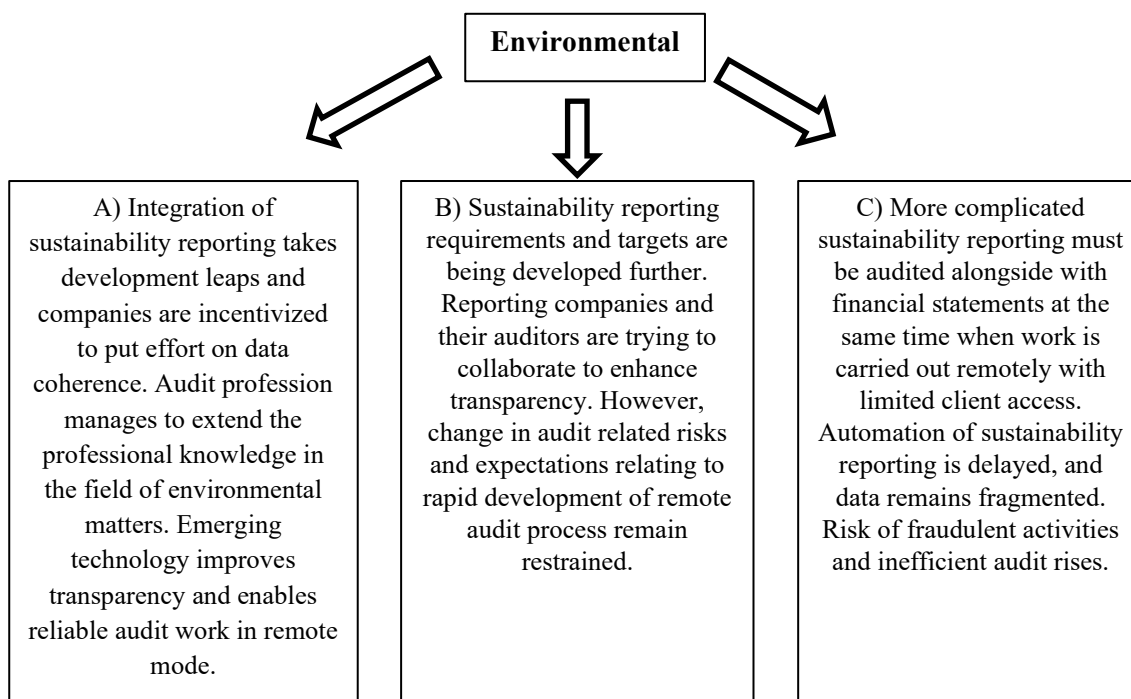 Environmental
A) Integration of
sustainability reporting takes
development leaps and
companies are incentivized
to put effort on data
coherence. Audit profession
manages to extend the
professional knowledge in
the field of environmental
matters. Emerging
technology improves
transparency and enables
reliable audit work in remote
mode.
B) Sustainability reporting
requirements and targets are
being developed further.
Reporting companies and
their auditors are trying to
collaborate to enhance
transparency. However,
change in audit related risks
and expectations relating to
rapid development of remote
audit process remain
restrained.
C) More complicated
sustainability reporting must
be audited alongside with
financial statements at the
same time when work is
carried out remotely with
limited client access.
Automation of sustainability
reporting is delayed, and
data remains fragmented.
Risk of fraudulent activities
and inefficient audit rises.